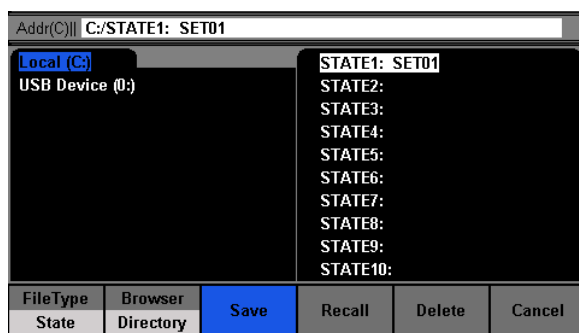 Addr(C)|| C:/STATE1: SET01
Local (C:)
USB Device (0:)
STATE1: SET01
STATE2:
STATE3:
STATE4:
STATE5:
STATE6:
STATE7:
STATE8:
STATE9:
STATE10:
FileType
State
Browser
Directory
Save
Recall
Delete
Cancel